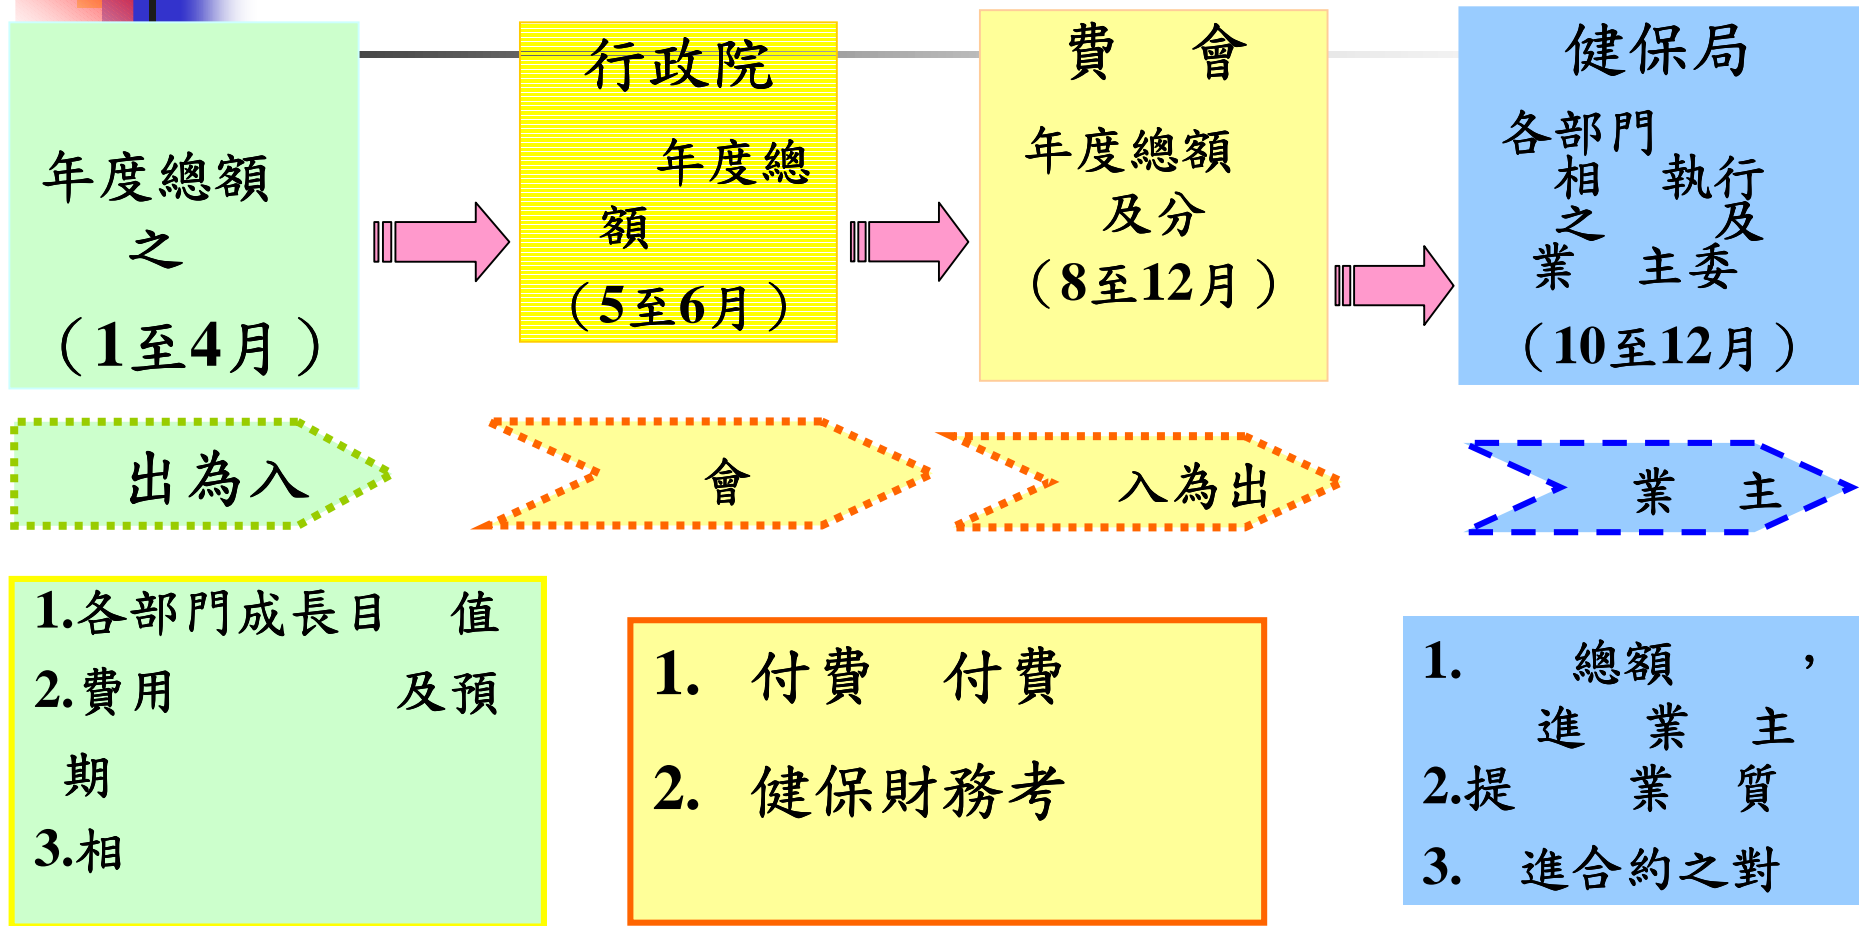 年度總額
之
（1至4月）
行政院
年度總
額
（5至6月）
費 會
年度總額
及分
（8至12月）
健保局
各部門
相 執行
之 及
業 主委
（10至12月）
出為入
會
入為出
業 主
1.各部門成長目 值
2.費用 及預
期
3.相
1. 付費 付費
2. 健保財務考
1. 總額 ，
進 業 主
2.提 業 質
3. 進合約之對